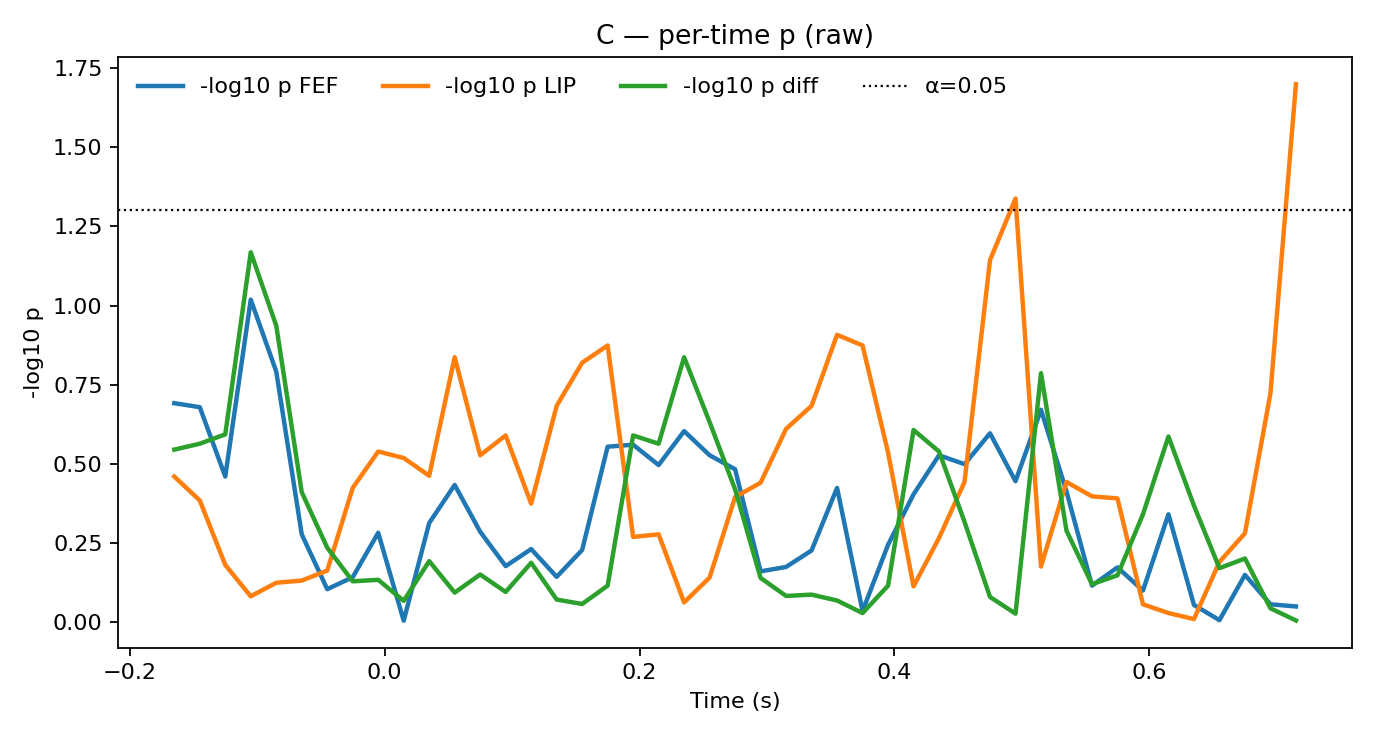 C — per-time p (raw)
-log10 p FEF -log10 p LIP -log10 p diff α=0.05
1.75
1.50
1.25
1.00
0.75
0.50
0.25
0.00
-log10 p
−0.2 0.0 0.2 0.4 0.6
Time (s)